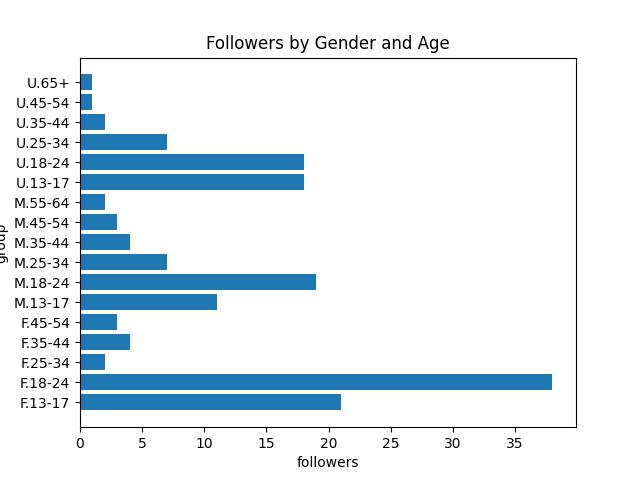 Followers by Gender and Age
U.65+
U.45-54
U.35-44
U.25-34
U.18-24
U.13-17
M.55-64
M.45-54
M.35-44
M.25-34
M.18-24
M.13-17
F.45-54
F.35-44
F.25-34
F.18-24
F.13-17
group
0 5 10 15 20 25 30 35
followers